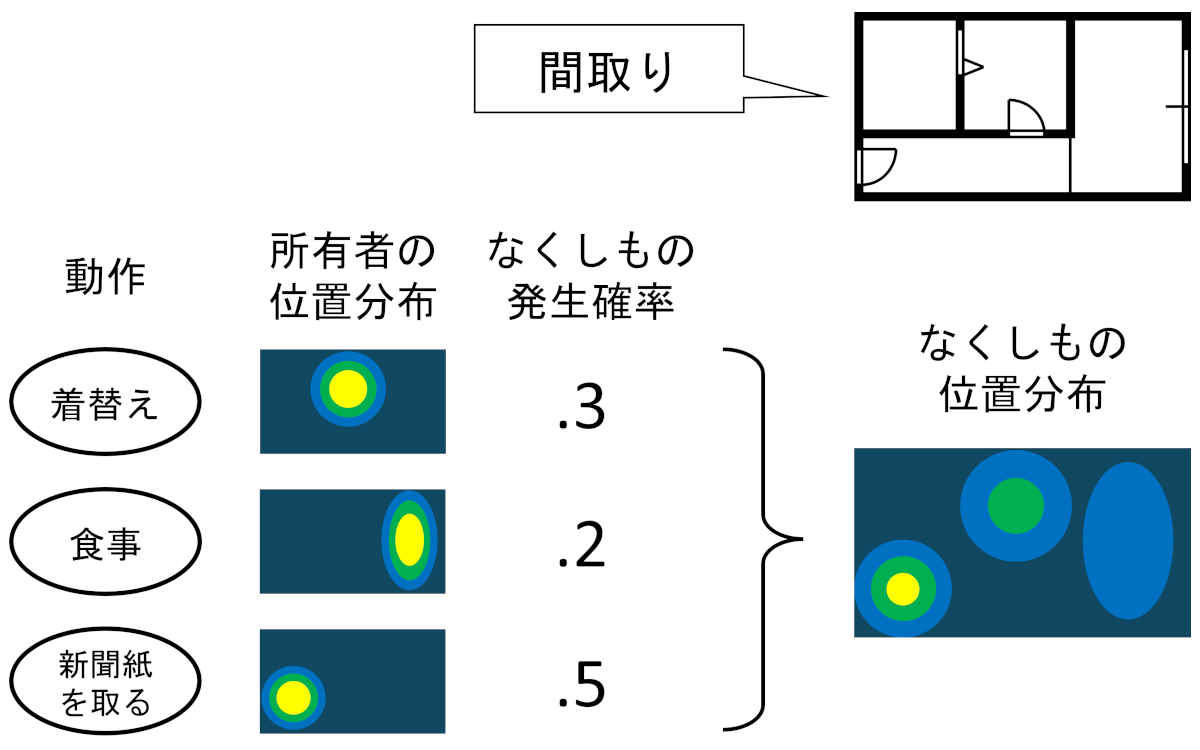 間取り
動作
所有者の
位置分布
なくしもの
発生確率
着替え
.3
食事
.2
新聞紙
を取る
.5
なくしもの
位置分布